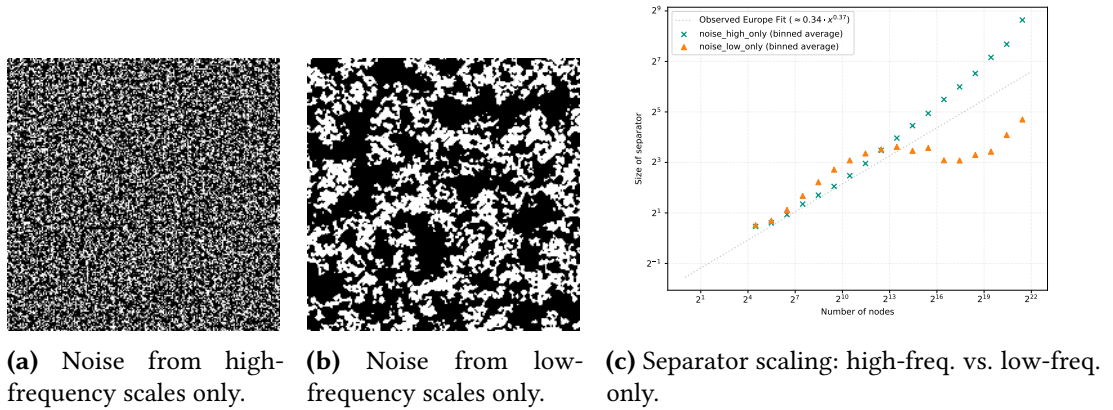 Observed Europe Fit (≈ 0.34 · x^0.37)
noise_high_only (binned average)
noise_low_only (binned average)
2^9
2^7
2^5
2^3
2^1
2^−1
Size of separator
2^1
2^4
2^7
2^10
2^13
2^16
2^19
2^22
Number of nodes
(a) Noise from high-
frequency scales only.
(b) Noise from low-
frequency scales only.
(c) Separator scaling: high-freq. vs. low-freq.
only.